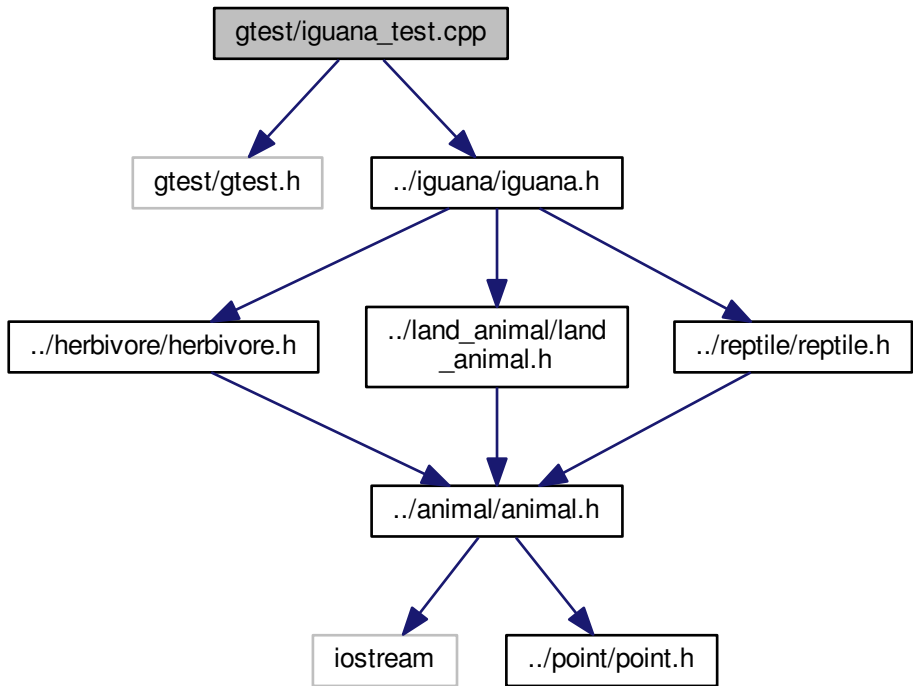 gtest/iguana_test.cpp
gtest/gtest.h
../iguana/iguana.h
../herbivore/herbivore.h
../land_animal/land
_animal.h
../reptile/reptile.h
../animal/animal.h
iostream
../point/point.h